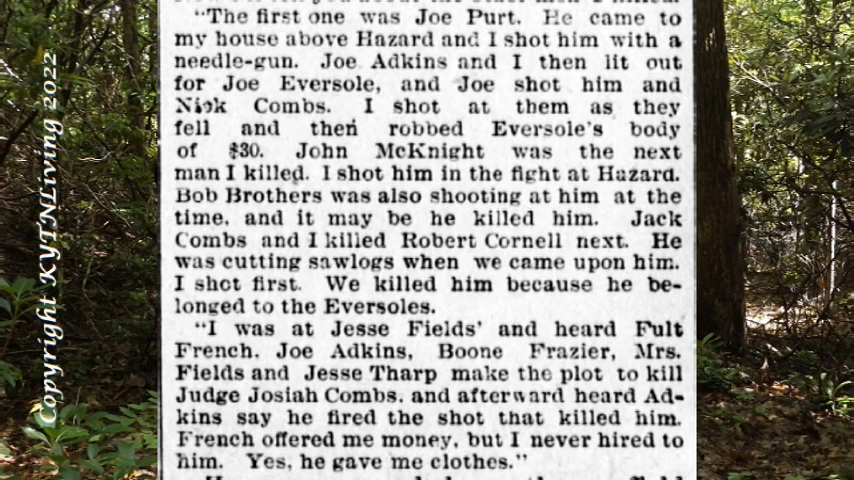 "The first one was Joe Purt. He came to
my house above Hazard and I shot him with a
needle-gun. Joe Adkins and I then lit out
for Joe Eversole, and Joe shot him and
Nick Combs. I shot at them as they
fell and then robbed Eversole's body
of $30. John McKnight was the next
man I killed. I shot him in the fight at Hazard.
Bob Brothers was also shooting at him at the
time, and it may be he killed him. Jack
Combs and I killed Robert Cornell next. He
was cutting sawlogs when we came upon him.
I shot first. We killed him because he be-
longed to the Eversoles.
"I was at Jesse Fields' and heard Fult
French, Joe Adkins, Boone Frazier, Mrs.
Fields and Jesse Tharp make the plot to kill
Judge Josiah Combs, and afterward heard Ad-
kins say he fired the shot that killed him.
French offered me money, but I never hired to
him. Yes, he gave me clothes."
Copyright KYTNLiving 2022